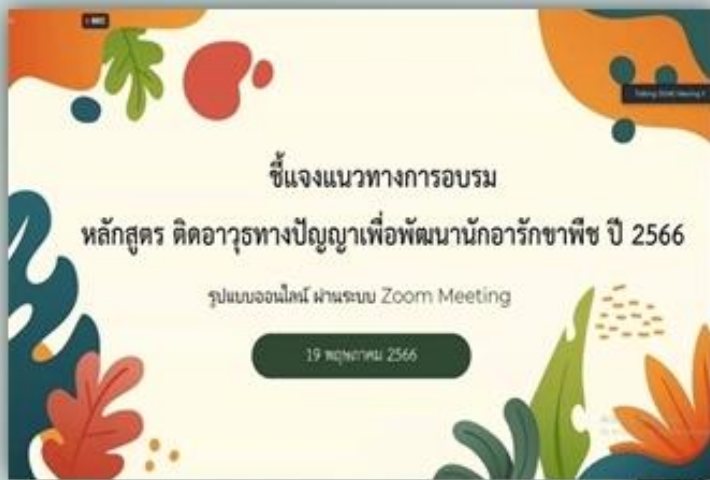 ชี้แจงแนวทางการอบรม
หลักสูตร ติดอาวุธทางปัญญาเพื่อพัฒนานักอารักขาพืช ปี 2566
รูปแบบออนไลน์ ผ่านระบบ Zoom Meeting
19 พฤษภาคม 2566